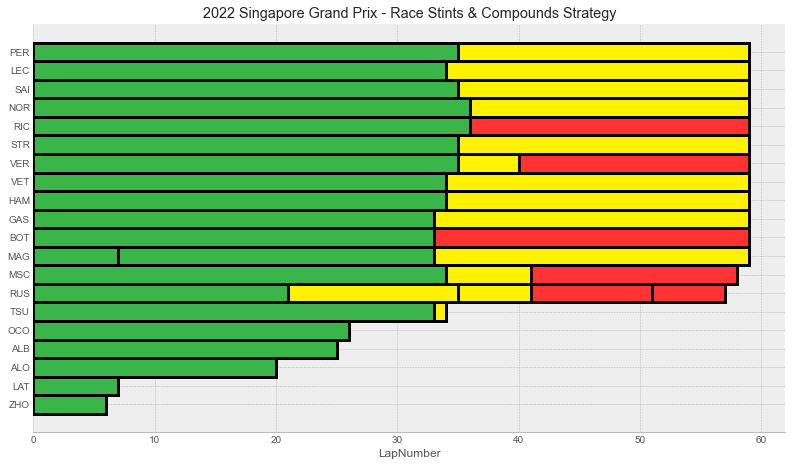 2022 Singapore Grand Prix - Race Stints & Compounds Strategy
PER
LEC
SAI
NOR
RIC
STR
VER
VET
HAM
GAS
BOT
MAG
MSC
RUS
TSU
OCO
ALB
ALO
LAT
ZHO
0 10 20 30 40 50 60
LapNumber